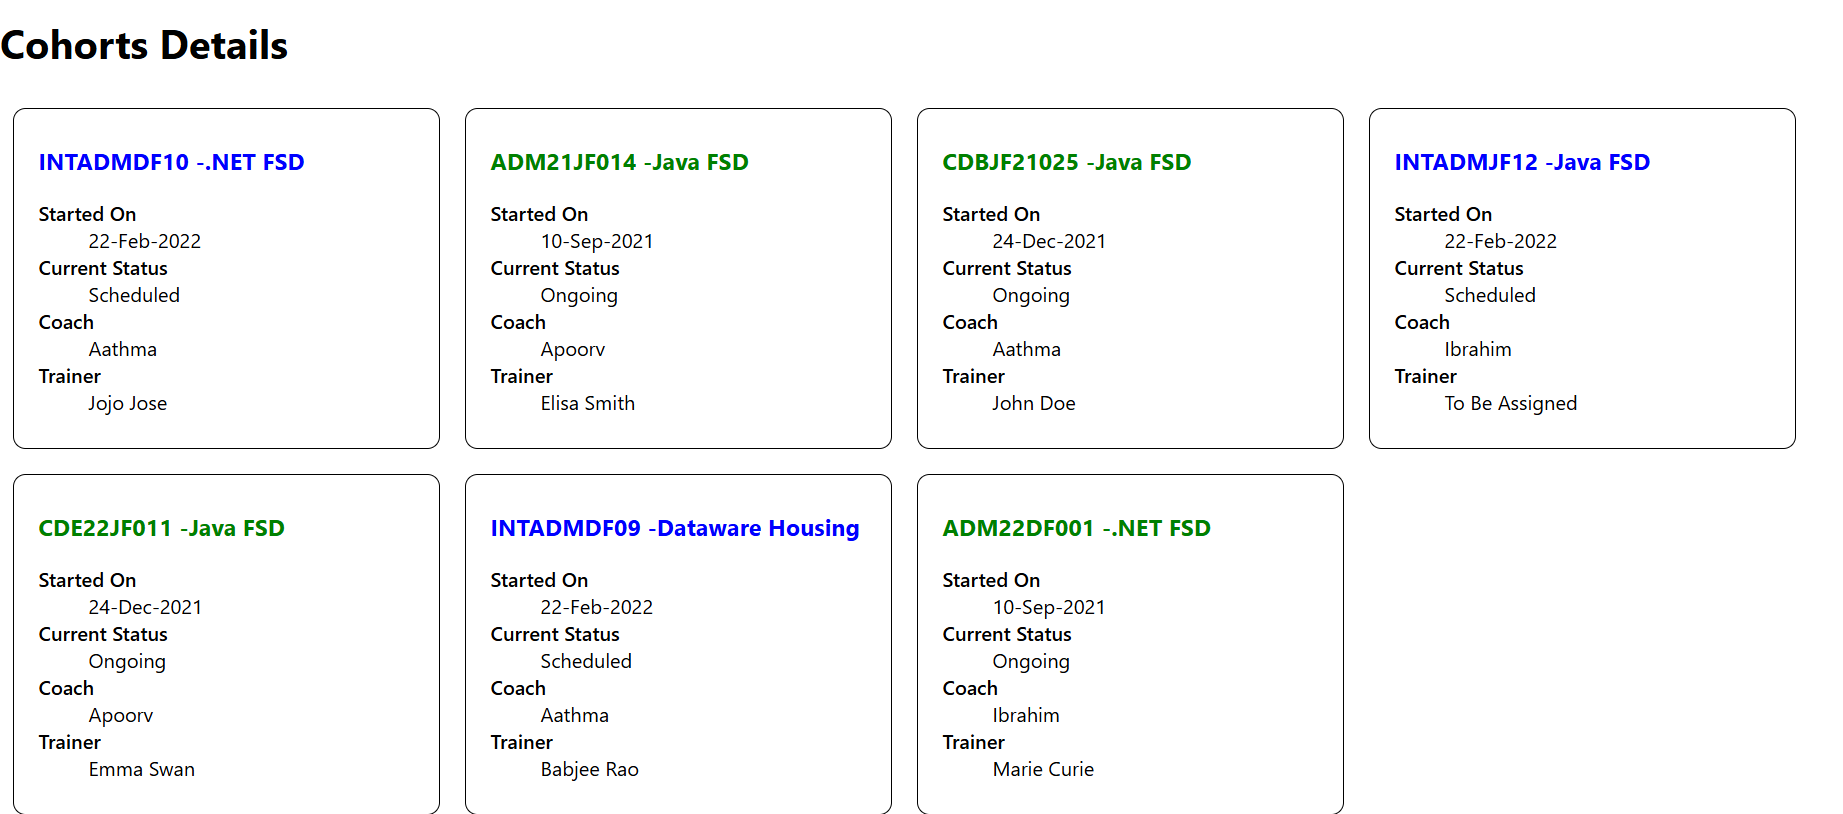 Cohorts Details
INTADMDF10 -.NET FSD
Started On
22-Feb-2022
Current Status
Scheduled
Coach
Aathma
Trainer
Jojo Jose
ADM21JF014 -Java FSD
Started On
10-Sep-2021
Current Status
Ongoing
Coach
Apoorv
Trainer
Elisa Smith
CDBJF21025 -Java FSD
Started On
24-Dec-2021
Current Status
Ongoing
Coach
Aathma
Trainer
John Doe
INTADMJF12 -Java FSD
Started On
22-Feb-2022
Current Status
Scheduled
Coach
Ibrahim
Trainer
To Be Assigned
CDE22JF011 -Java FSD
Started On
24-Dec-2021
Current Status
Ongoing
Coach
Apoorv
Trainer
Emma Swan
INTADMDF09 -Dataware Housing
Started On
22-Feb-2022
Current Status
Scheduled
Coach
Aathma
Trainer
Babjee Rao
ADM22DF001 -.NET FSD
Started On
10-Sep-2021
Current Status
Ongoing
Coach
Ibrahim
Trainer
Marie Curie